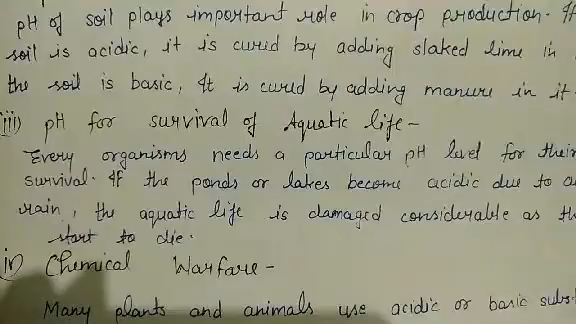 pH of soil plays important role in crop production. If
soil is acidic, it is cured by adding slaked lime in
the soil is basic, It is cured by adding manure in it
iii) pH for survival of Aquatic life-
Every organisms needs a particular pH level for their
survival. If the ponds or lakes become acidic due to
rain, the aquatic life is damaged considerable as
start to die.
iv) Chemical Warfare-
Many plants and animals use acidic or basic